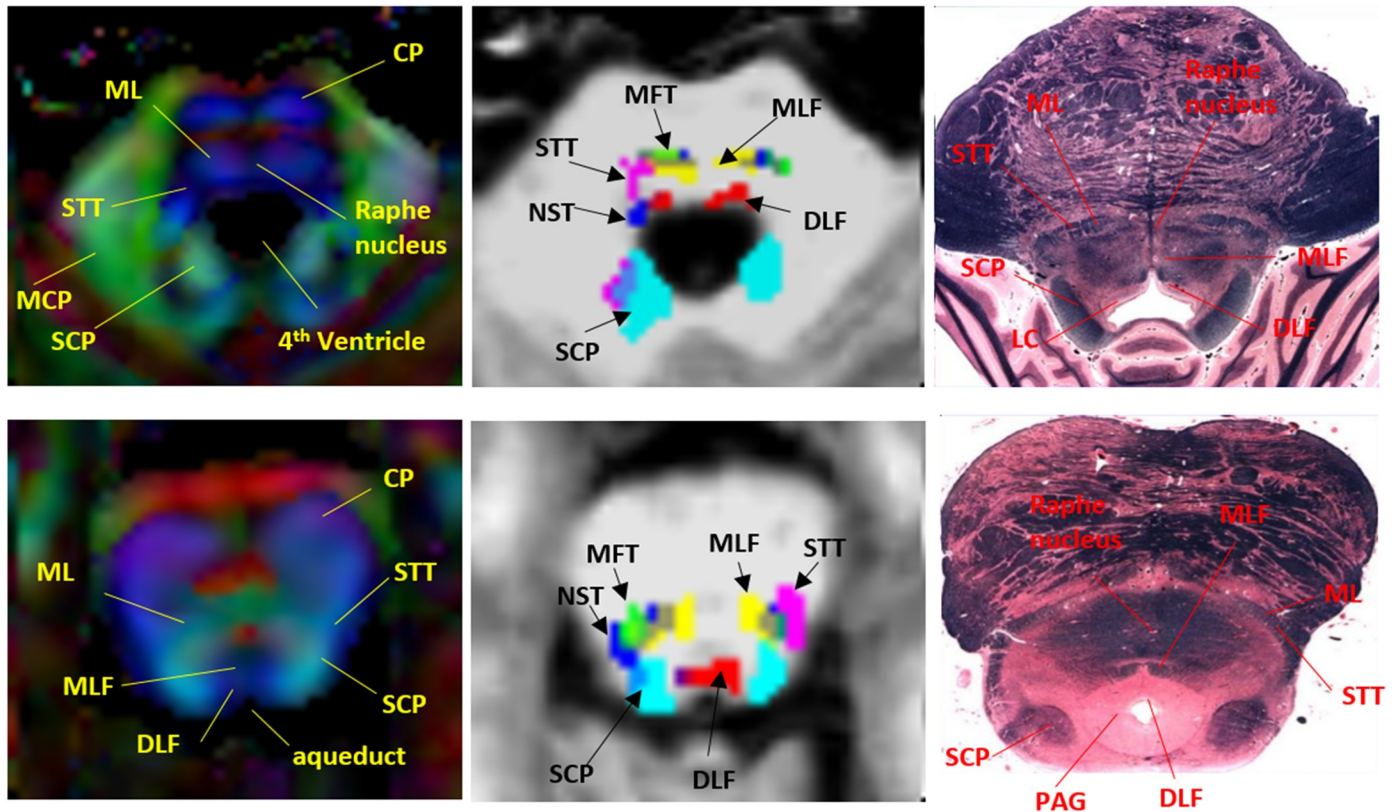 CP
ML
STT
Raphe
nucleus
MCP
SCP
4th Ventricle
MFT
MLF
STT
NST
DLF
SCP
Raphe
nucleus
ML
STT
SCP
MLF
LC
DLF
CP
ML
STT
MLF
SCP
DLF
aqueduct
MFT
MLF
STT
NST
SCP
DLF
Raphe
nucleus
MLF
ML
STT
SCP
PAG
DLF